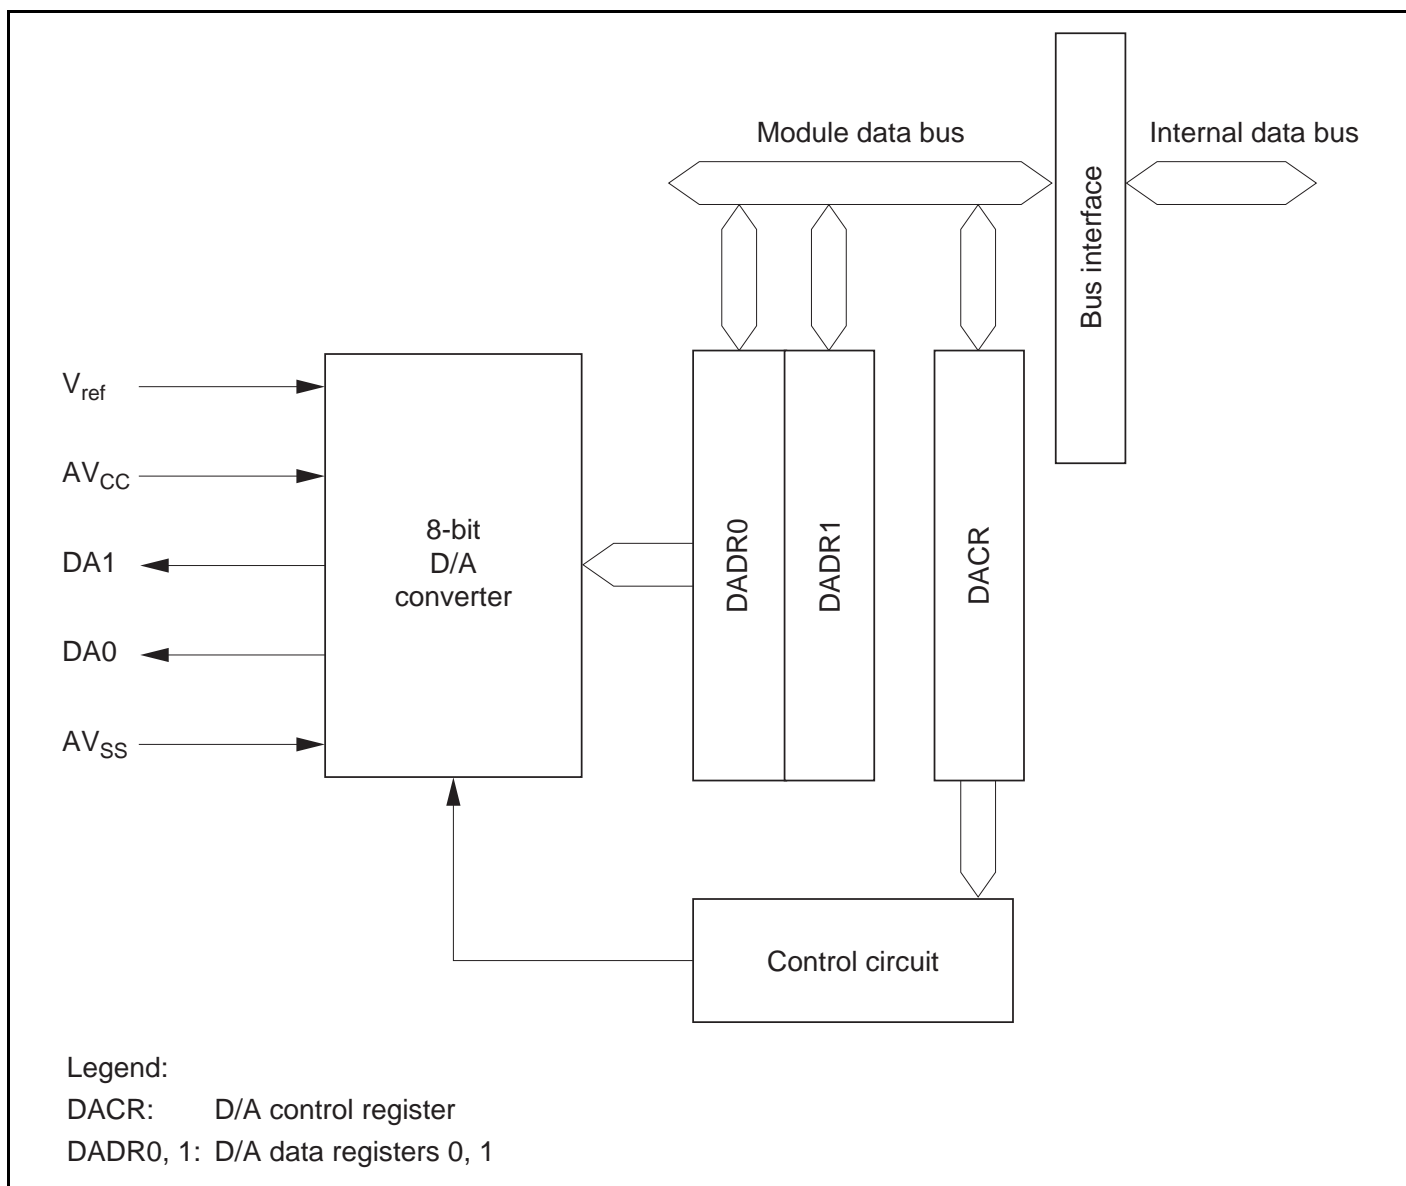 Module data bus
Internal data bus
Bus interface
Vref
AVCC
DA1
DA0
AVSS
8-bit
D/A
converter
DADR0
DADR1
DACR
Control circuit
Legend:
DACR: D/A control register
DADR0, 1: D/A data registers 0, 1